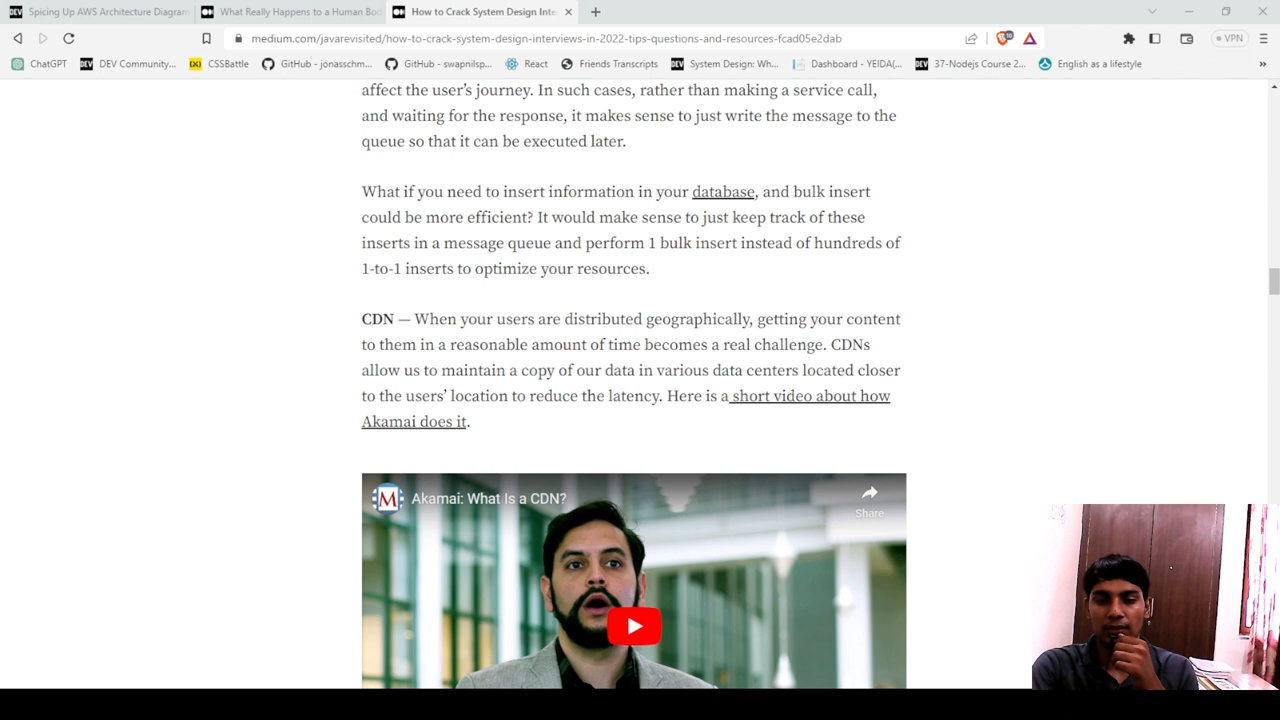 Spicing Up AWS Architecture Diagram
What Really Happens to a Human Bod
How to Crack System Design Inte
medium.com/javarevisited/how-to-crack-system-design-interviews-in-2022-tips-questions-and-resources-fcad05e2dab
VPN
ChatGPT
DEV Community...
CSSBattle
GitHub - jonasschm...
GitHub - swapnilsp...
React
Friends Transcripts
System Design: Wh...
Dashboard - YEIDA(...
37-Nodejs Course 2...
English as a lifestyle
affect the user’s journey. In such cases, rather than making a service call,
and waiting for the response, it makes sense to just write the message to the
queue so that it can be executed later.
What if you need to insert information in your database, and bulk insert
could be more efficient? It would make sense to just keep track of these
inserts in a message queue and perform 1 bulk insert instead of hundreds of
1-to-1 inserts to optimize your resources.
CDN — When your users are distributed geographically, getting your content
to them in a reasonable amount of time becomes a real challenge. CDNs
allow us to maintain a copy of our data in various data centers located closer
to the users’ location to reduce the latency. Here is a short video about how
Akamai does it.
M Akamai: What Is a CDN?
Share